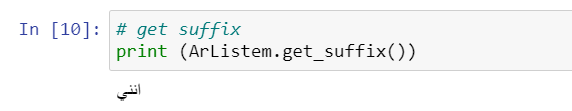 In [10]: # get suffix
print (ArListem.get_suffix())
انني